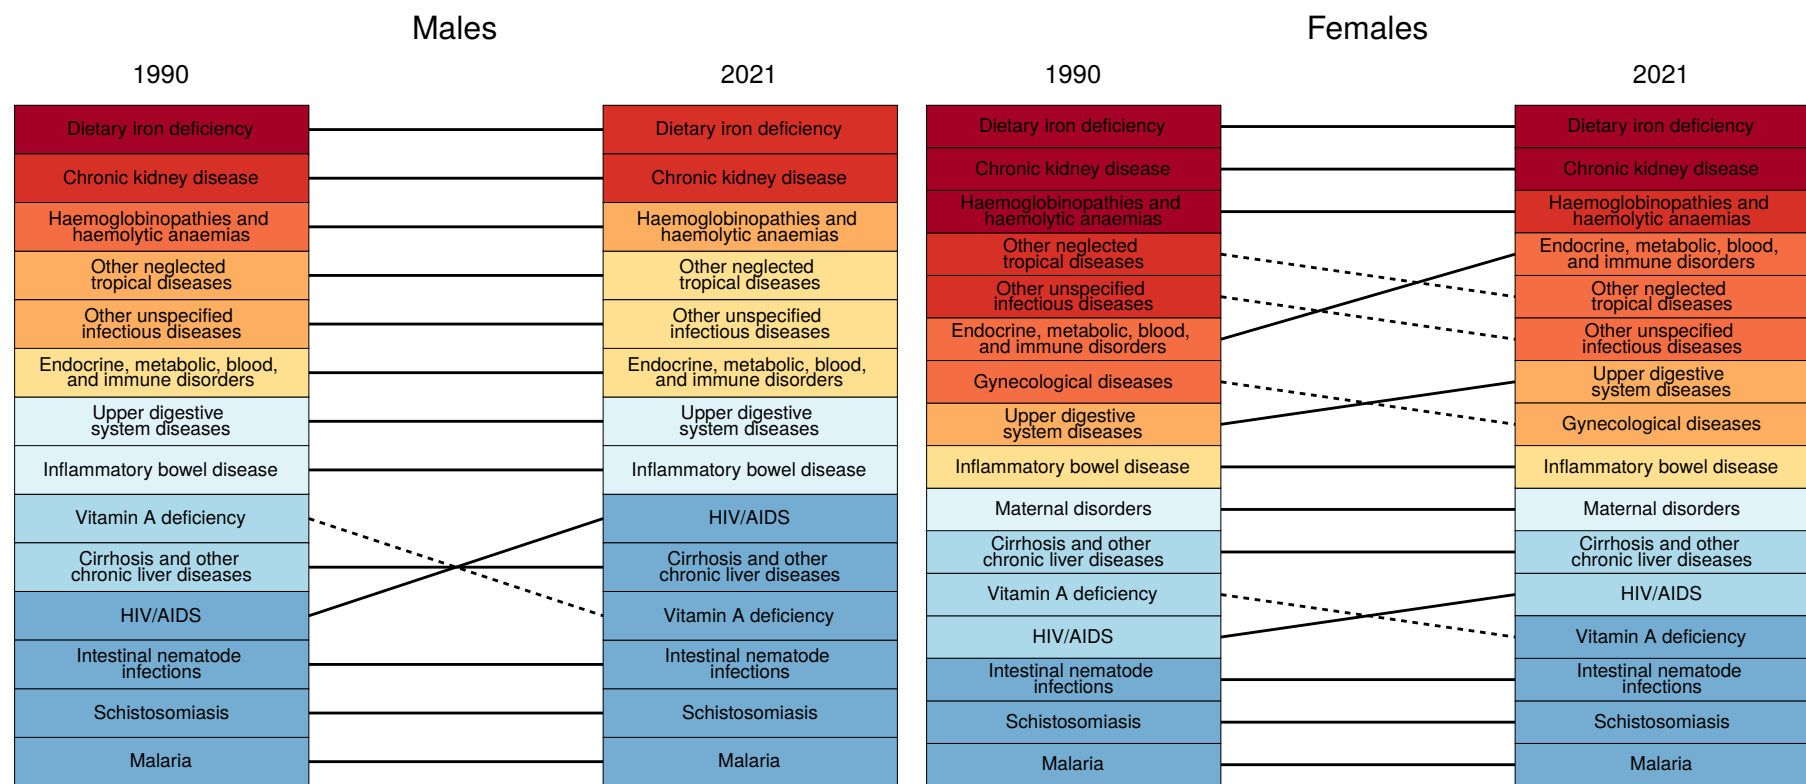 Males
1990
2021
Dietary iron deficiency
Chronic kidney disease
Haemoglobinopathies and
haemolytic anaemias
Other neglected
tropical diseases
Other unspecified
infectious diseases
Endocrine, metabolic, blood,
and immune disorders
Upper digestive
system diseases
Inflammatory bowel disease
Vitamin A deficiency
Cirrhosis and other
chronic liver diseases
HIV/AIDS
Intestinal nematode
infections
Schistosomiasis
Malaria
Dietary iron deficiency
Chronic kidney disease
Haemoglobinopathies and
haemolytic anaemias
Other neglected
tropical diseases
Other unspecified
infectious diseases
Endocrine, metabolic, blood,
and immune disorders
Upper digestive
system diseases
Inflammatory bowel disease
HIV/AIDS
Cirrhosis and other
chronic liver diseases
Vitamin A deficiency
Intestinal nematode
infections
Schistosomiasis
Malaria
Females
1990
2021
Dietary iron deficiency
Chronic kidney disease
Haemoglobinopathies and
haemolytic anaemias
Other neglected
tropical diseases
Other unspecified
infectious diseases
Endocrine, metabolic, blood,
and immune disorders
Gynecological diseases
Upper digestive
system diseases
Inflammatory bowel disease
Maternal disorders
Cirrhosis and other
chronic liver diseases
Vitamin A deficiency
HIV/AIDS
Intestinal nematode
infections
Schistosomiasis
Malaria
Dietary iron deficiency
Chronic kidney disease
Haemoglobinopathies and
haemolytic anaemias
Endocrine, metabolic, blood,
and immune disorders
Other neglected
tropical diseases
Other unspecified
infectious diseases
Upper digestive
system diseases
Gynecological diseases
Inflammatory bowel disease
Maternal disorders
Cirrhosis and other
chronic liver diseases
HIV/AIDS
Vitamin A deficiency
Intestinal nematode
infections
Schistosomiasis
Malaria